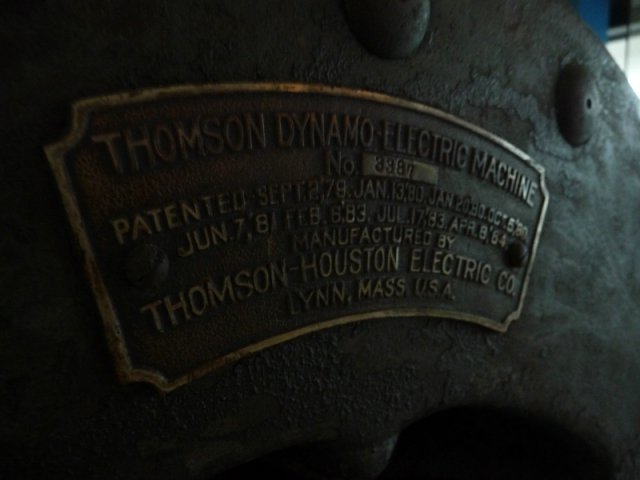 THOMSON DYNAMO-ELECTRIC MACHINE
No. 3387
PATENTED SEPT. 2, '79. JAN. 13, '80. JAN. 20, 80. OCT. 5, '80.
JUN. 7, '81 FEB. 6, 83. JUL. 17, '83. APR. 8, '84.
MANUFACTURED BY
THOMSON-HOUSTON ELECTRIC CO.
LYNN, MASS. U.S.A.